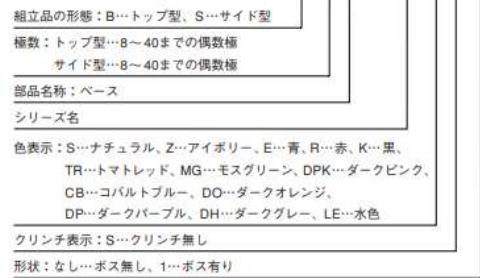 組立品の形態：B…トップ型、S…サイド型
極数：トップ型…8～40までの偶数極
サイド型…8～40までの偶数極
部品名称：ベース
シリーズ名
色表示：S…ナチュラル、Z…アイボリー、E…青、R…赤、K…黒、
TR…トマトレッド、MG…モスグリーン、DPK…ダークピンク、
CB…コバルトブルー、DO…ダークオレンジ、
DP…ダークパープル、DH…ダークグレー、LE…水色
クリンチ表示：S…クリンチ無し
形状：なし…ボス無し、1…ボス有り